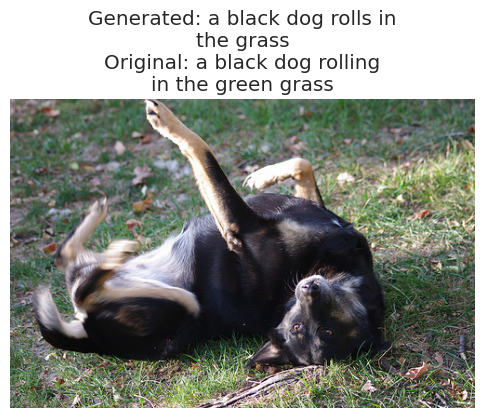 Generated: a black dog rolls in
the grass
Original: a black dog rolling
in the green grass